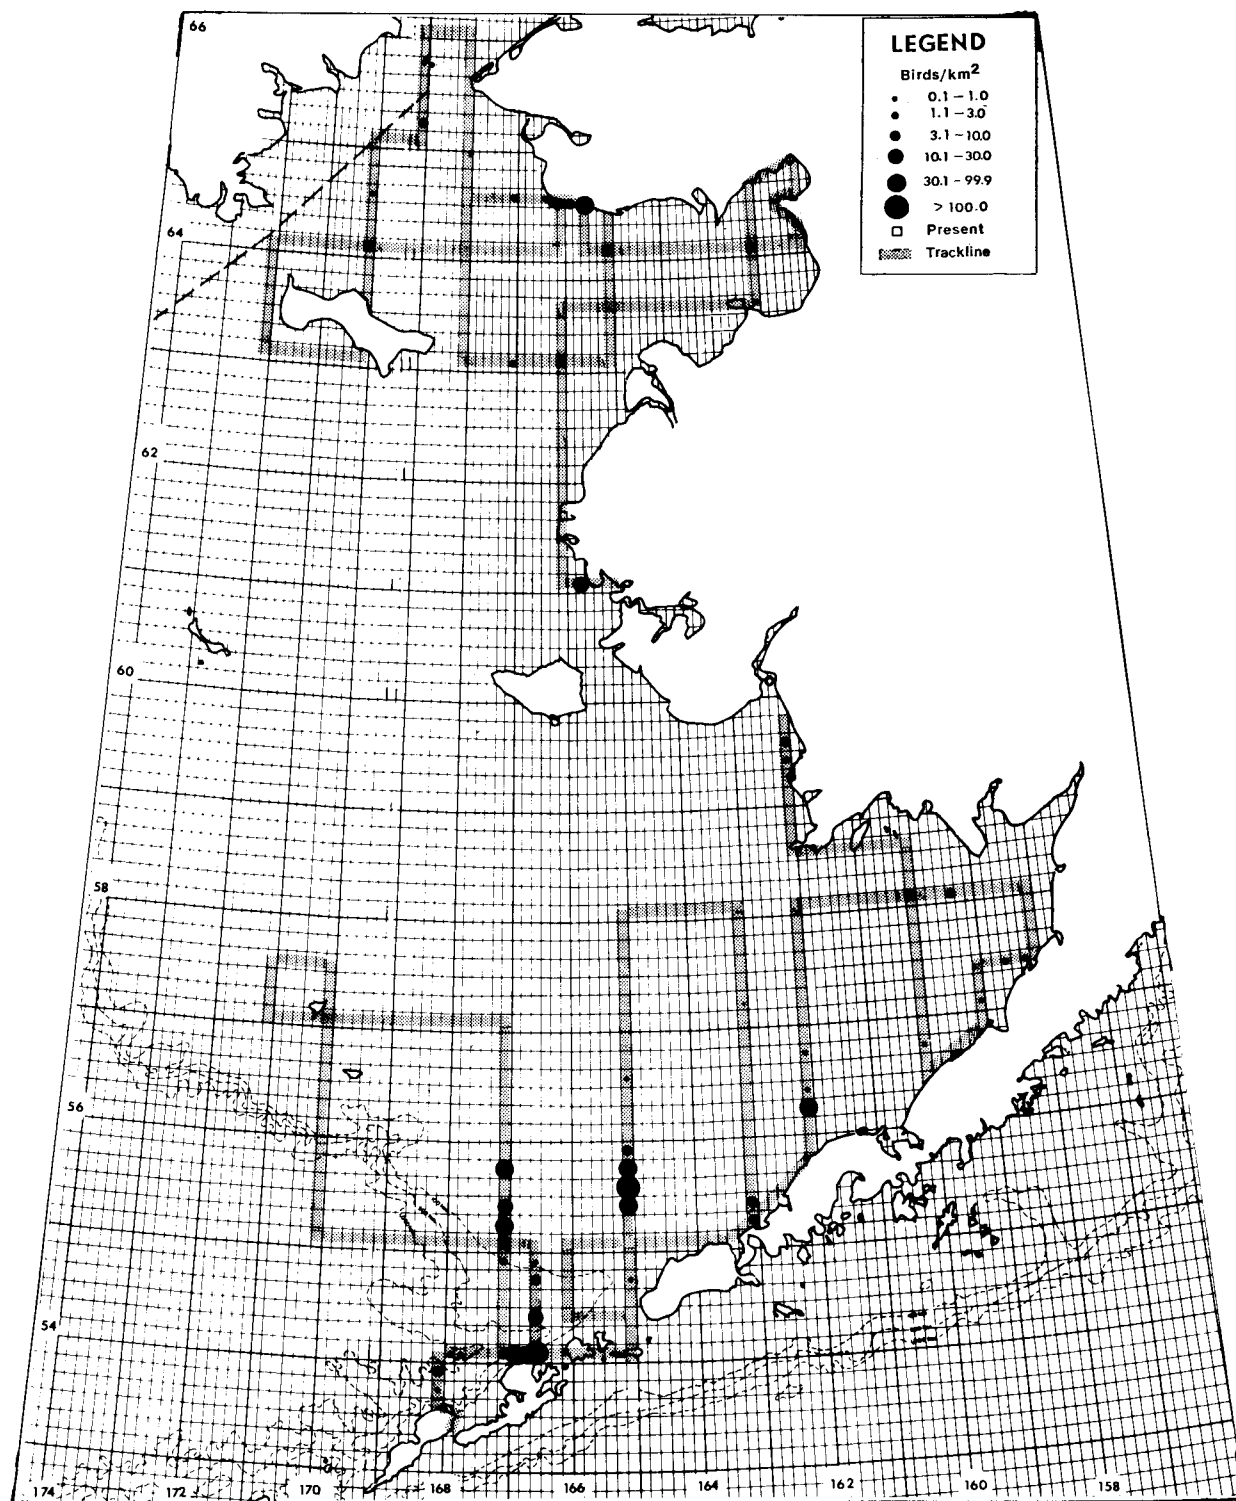 66
LEGEND
Birds/km²
0.1 – 1.0
1.1 – 3.0
3.1 – 10.0
10.1 – 30.0
30.1 – 99.9
> 100.0
Present
Trackline
64
62
60
58
56
54
174 172 170 168 166 164 162 160 158